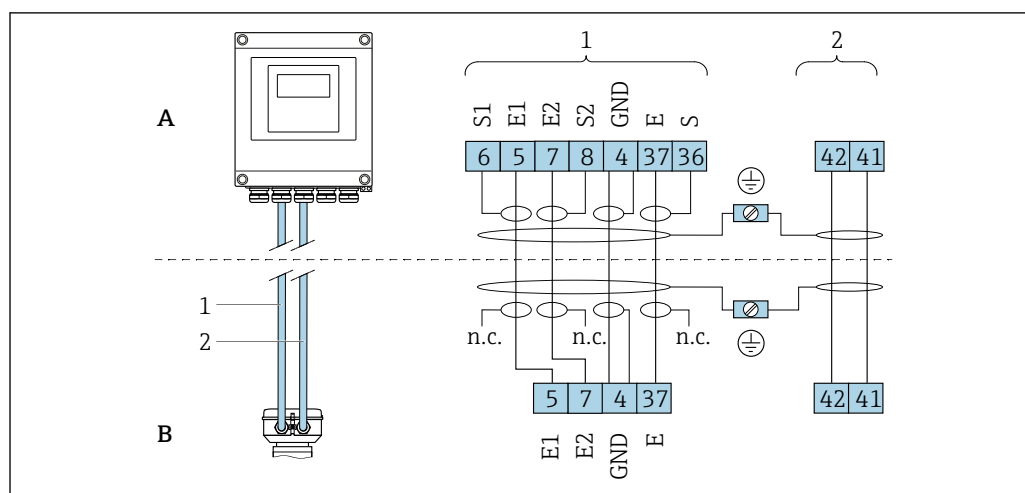 1 2
A
S1 E1 E2 S2 GND E S
6 5 7 8 4 37 36 42 41
1
2
n.c. n.c. n.c.
5 7 4 37 42 41
B
E1 E2 GND E